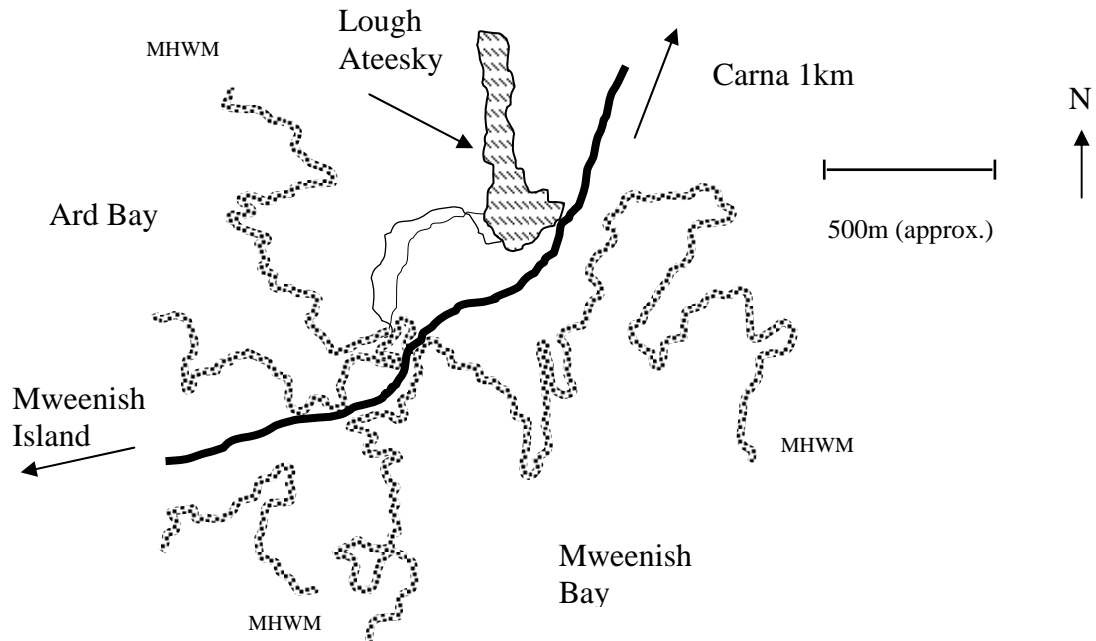 Lough
Ateesky
MHWM
Carna 1km
N
Ard Bay
500m (approx.)
Mweenish
Island
MHWM
Mweenish
Bay
MHWM